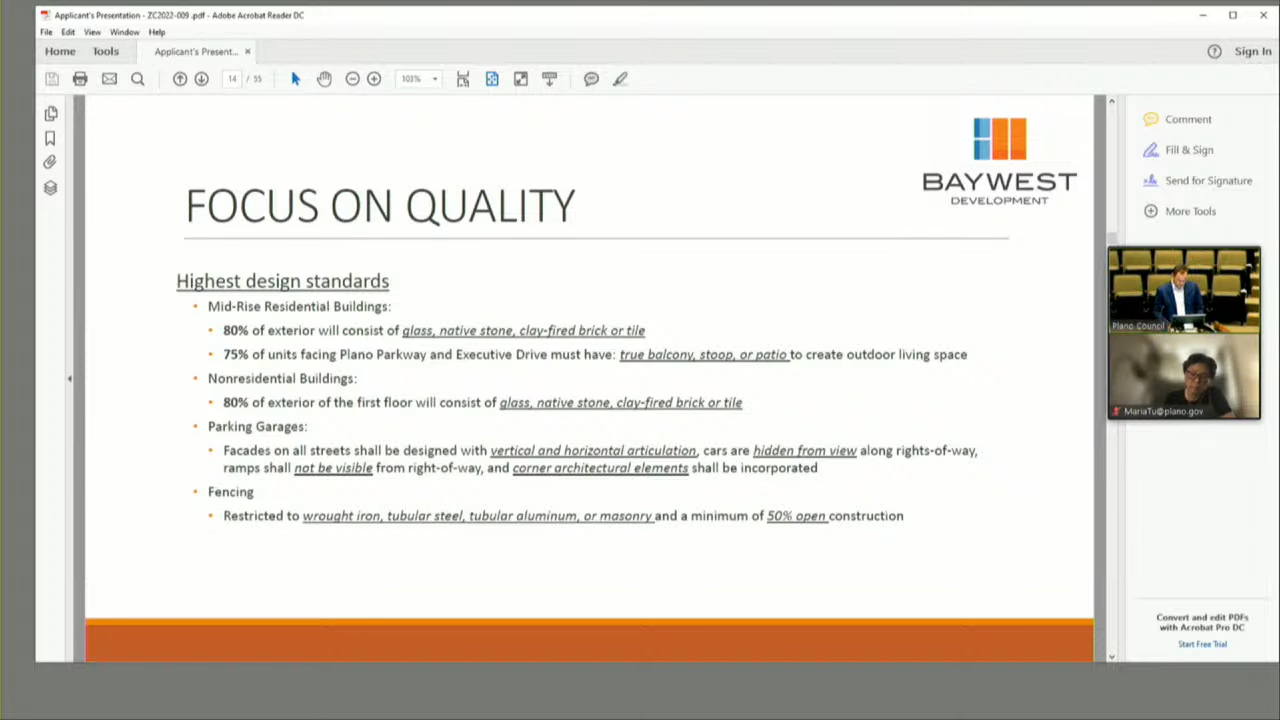 Applicant's Presentation - ZC2022-009 .pdf - Adobe Acrobat Reader DC
File Edit View Window Help
Home Tools Applicant's Present... × Sign In
14 / 55 103%
BAYWEST
DEVELOPMENT
FOCUS ON QUALITY
Highest design standards
• Mid-Rise Residential Buildings:
• 80% of exterior will consist of glass, native stone, clay-fired brick or tile
• 75% of units facing Plano Parkway and Executive Drive must have: true balcony, stoop, or patio to create outdoor living space
• Nonresidential Buildings:
• 80% of exterior of the first floor will consist of glass, native stone, clay-fired brick or tile
• Parking Garages:
• Facades on all streets shall be designed with vertical and horizontal articulation, cars are hidden from view along rights-of-way,
ramps shall not be visible from right-of-way, and corner architectural elements shall be incorporated
• Fencing
• Restricted to wrought iron, tubular steel, tubular aluminum, or masonry and a minimum of 50% open construction
Comment
Fill & Sign
Send for Signature
More Tools
Plano Council
MariaTu@plano.gov
Convert and edit PDFs
with Acrobat Pro DC
Start Free Trial